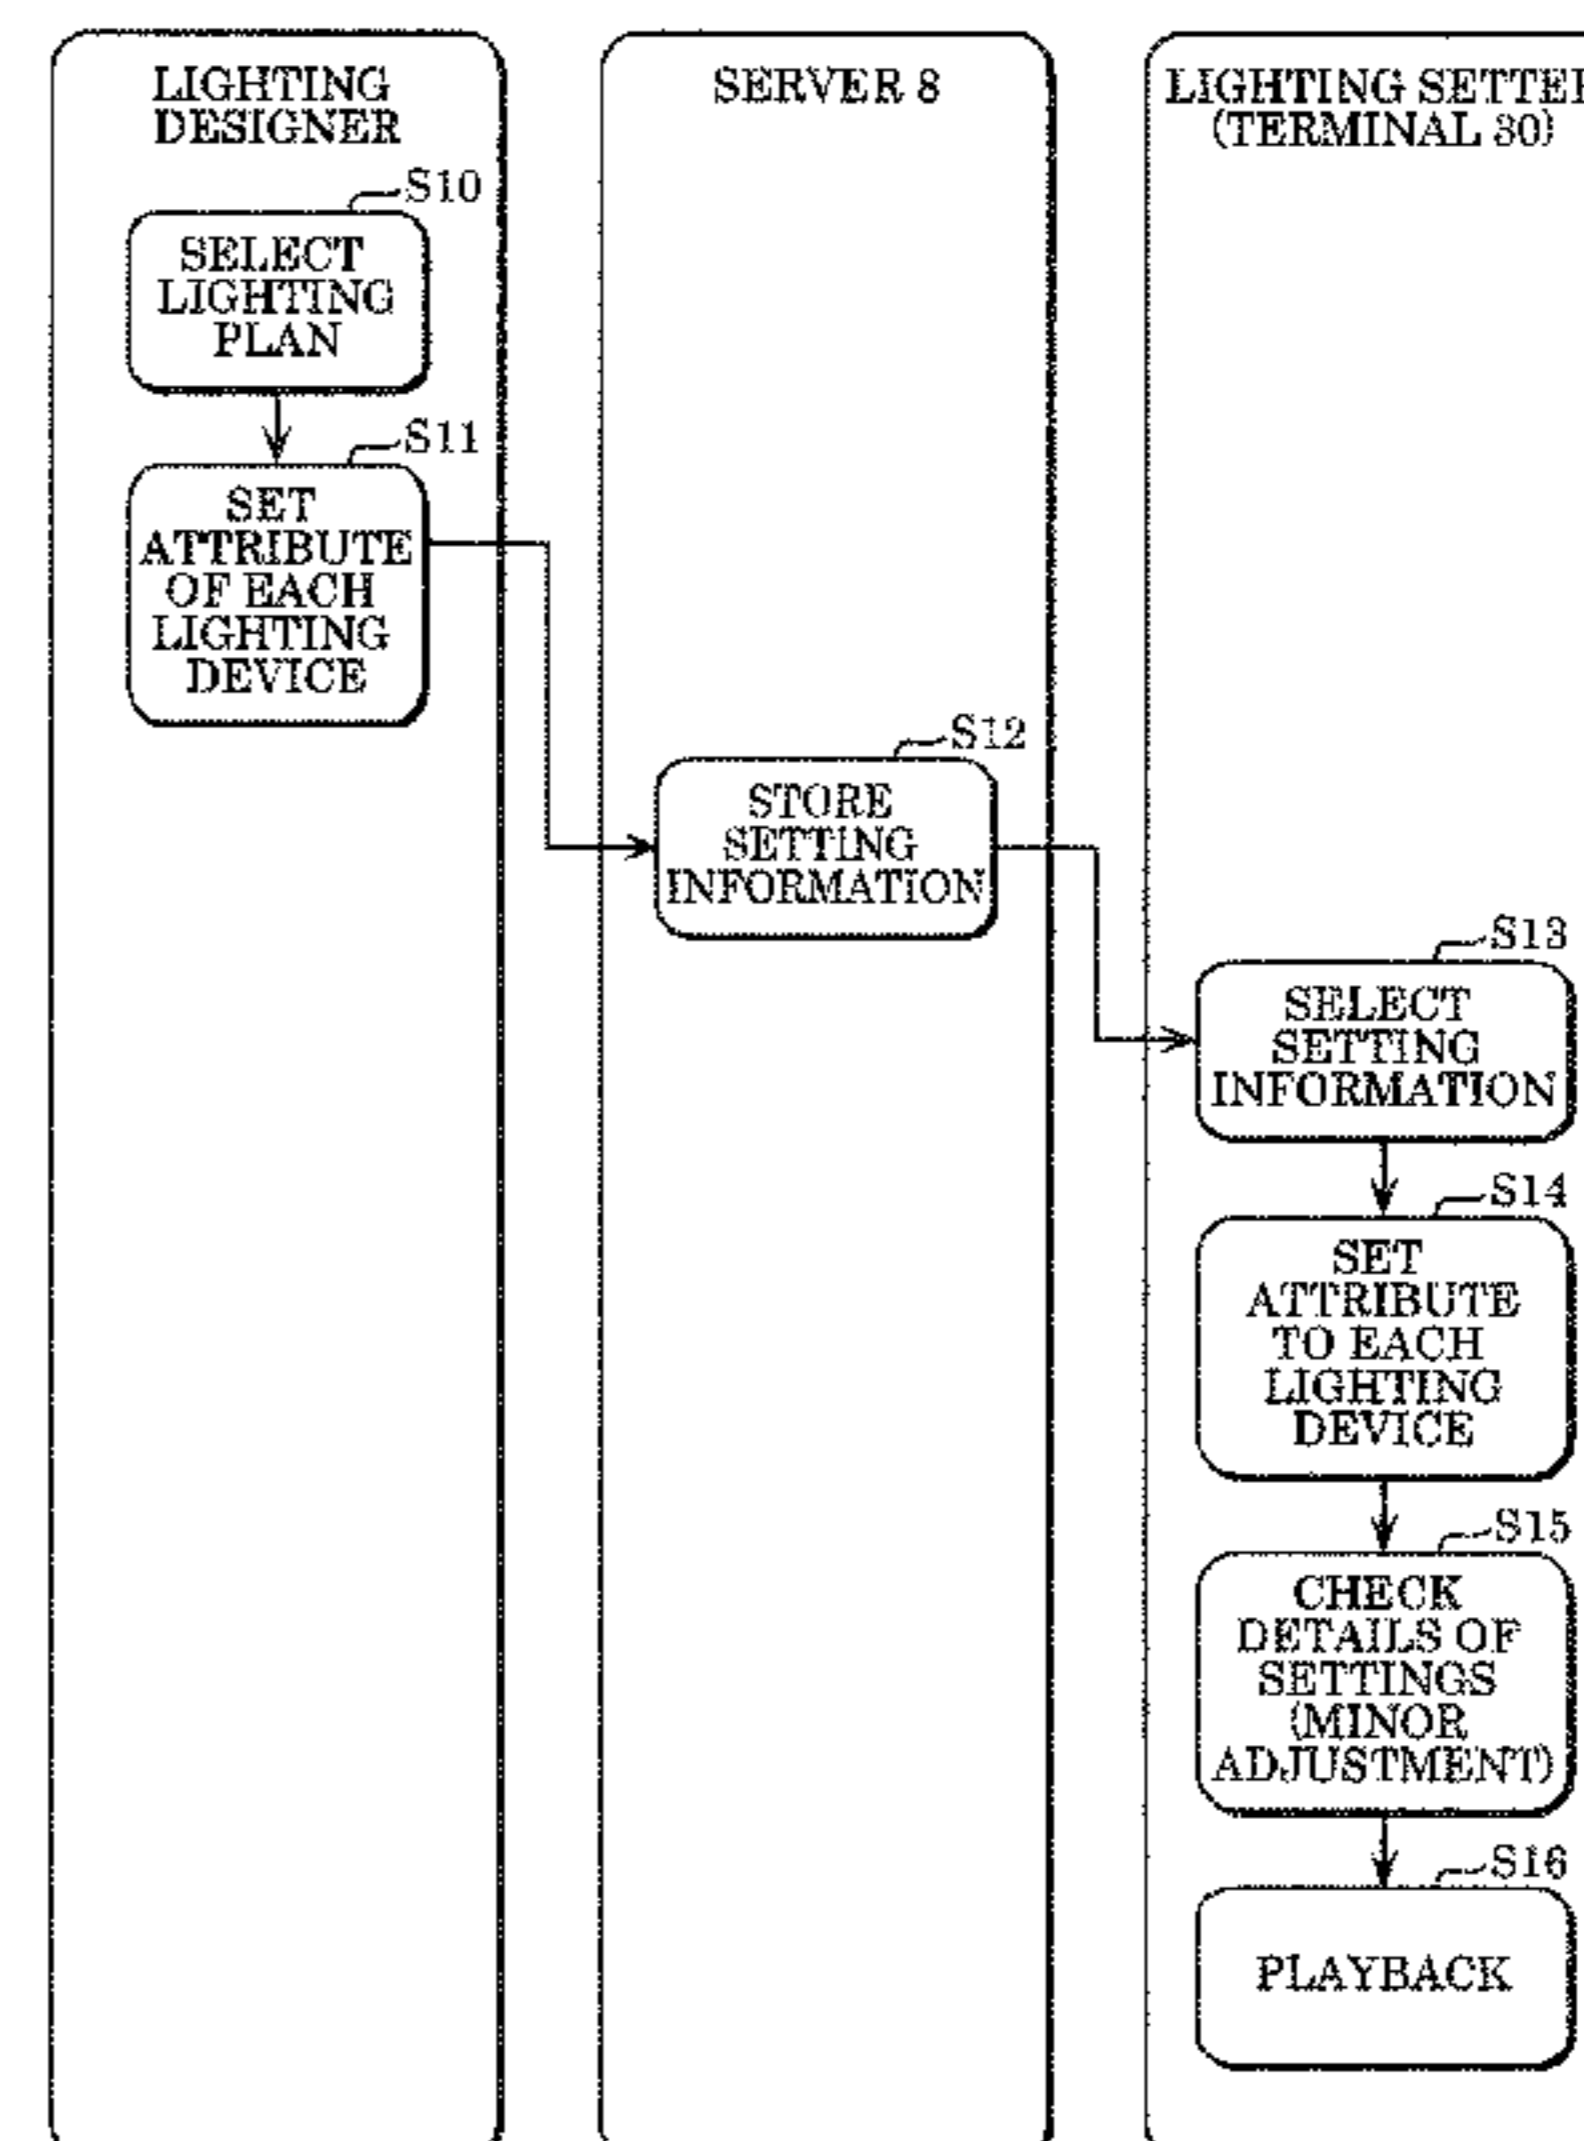 LIGHTING
DESIGNER
S10
SELECT
LIGHTING
PLAN
S11
SET
ATTRIBUTE
OF EACH
LIGHTING
DEVICE
SERVER 8
S12
STORE
SETTING
INFORMATION
LIGHTING SETTER
(TERMINAL 30)
S13
SELECT
SETTING
INFORMATION
S14
SET
ATTRIBUTE
TO EACH
LIGHTING
DEVICE
S15
CHECK
DETAILS OF
SETTINGS
(MINOR
ADJUSTMENT)
S16
PLAYBACK